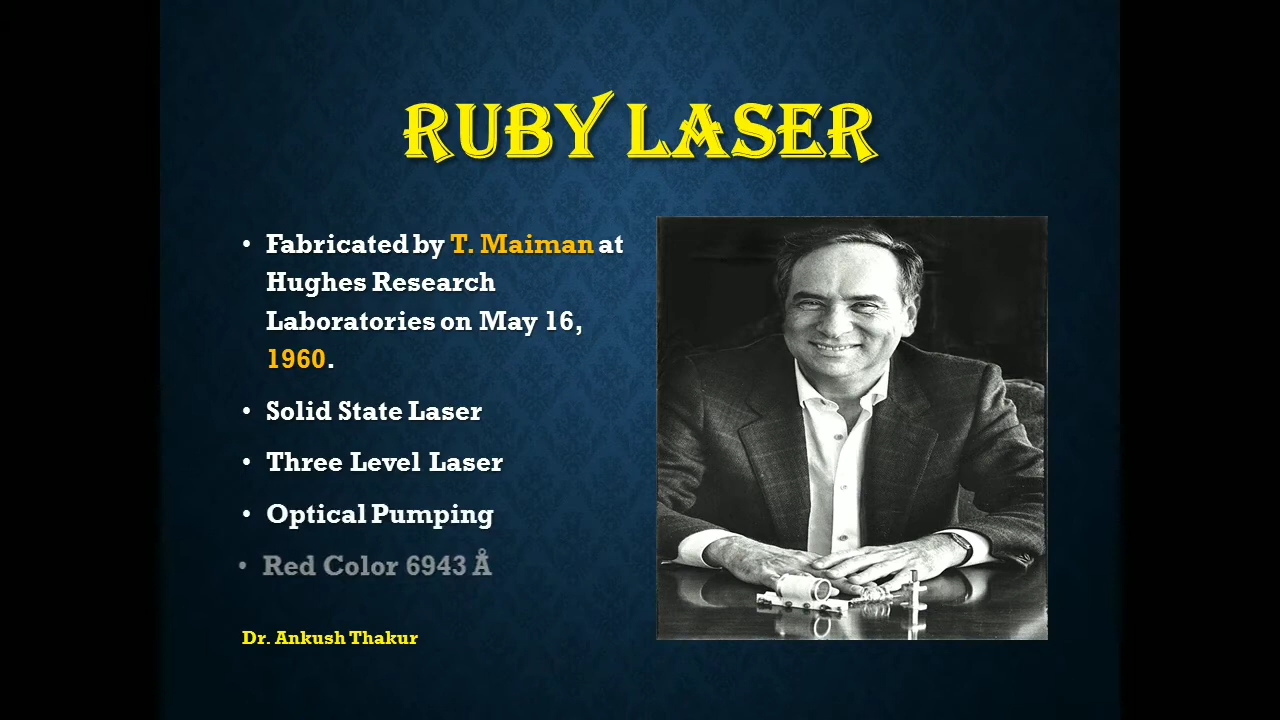 RUBY LASER
• Fabricated by T. Maiman at
Hughes Research
Laboratories on May 16,
1960.
• Solid State Laser
• Three Level Laser
• Optical Pumping
• Red Color 6943 Å
Dr. Ankush Thakur